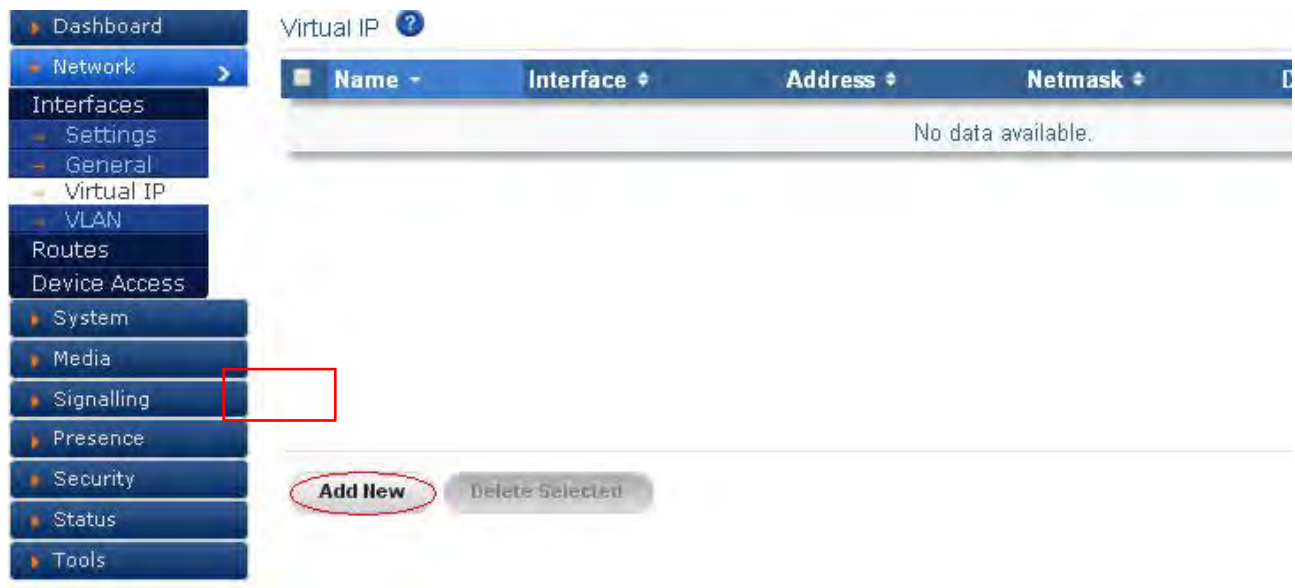 Dashboard
Network
Interfaces
Settings
General
Virtual IP
VLAN
Routes
Device Access
System
Media
Signalling
Presence
Security
Status
Tools
Virtual IP ?
Name Interface Address Netmask D
No data available.
Add New Delete Selected